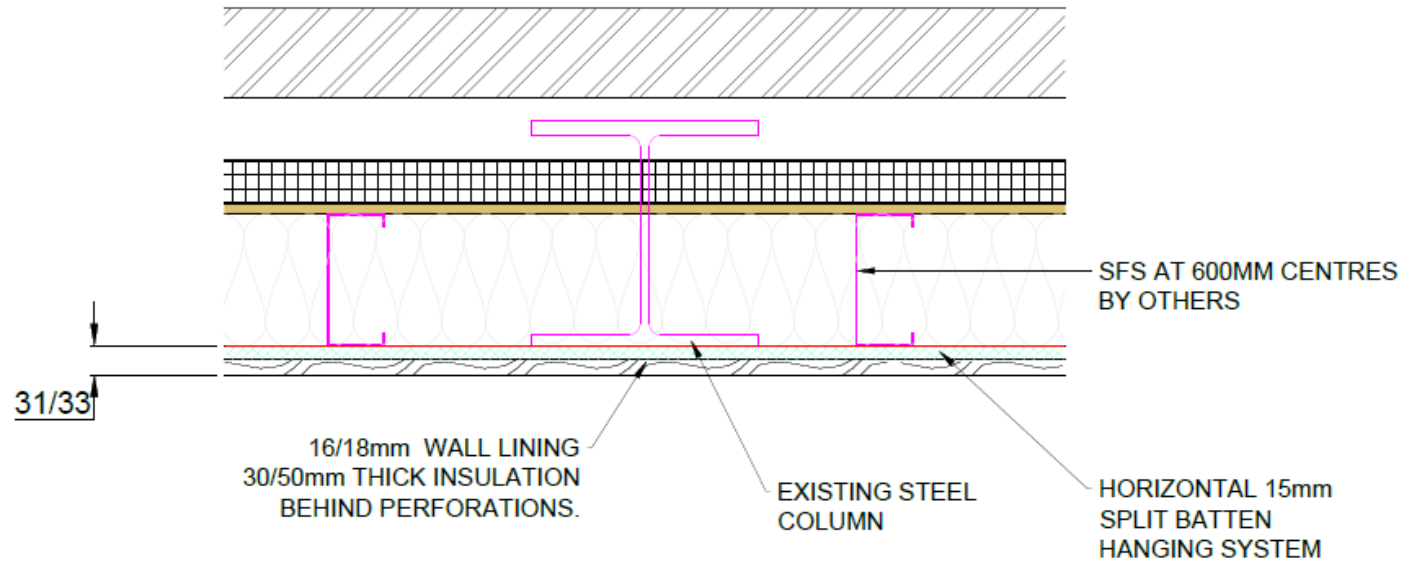 SFS AT 600MM CENTRES
BY OTHERS
31/33
16/18mm WALL LINING
30/50mm THICK INSULATION
BEHIND PERFORATIONS.
EXISTING STEEL
COLUMN
HORIZONTAL 15mm
SPLIT BATTEN
HANGING SYSTEM